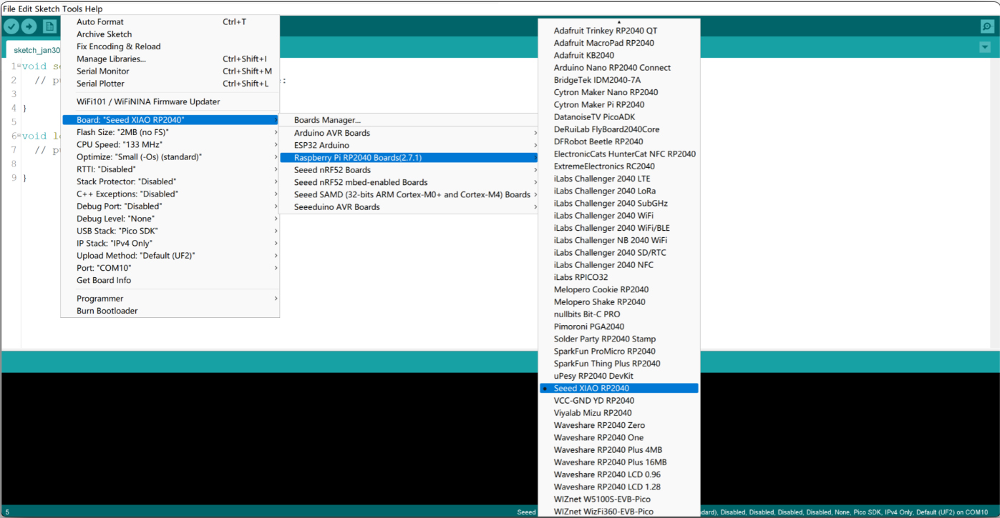 File Edit Sketch Tools Help
sketch_jan30
1 void s
2 // p :
3
4 }
5
6 void l
7 // p
8
9 }
Auto Format Ctrl+T
Archive Sketch
Fix Encoding & Reload
Manage Libraries... Ctrl+Shift+I
Serial Monitor Ctrl+Shift+M
Serial Plotter Ctrl+Shift+L
WiFi101 / WiFiNINA Firmware Updater
Board: "Seeed XIAO RP2040"
Flash Size: "2MB (no FS)"
CPU Speed: "133 MHz"
Optimize: "Small (-Os) (standard)"
RTTI: "Disabled"
Stack Protector: "Disabled"
C++ Exceptions: "Disabled"
Debug Port: "Disabled"
Debug Level: "None"
USB Stack: "Pico SDK"
IP Stack: "IPv4 Only"
Upload Method: "Default (UF2)"
Port: "COM10"
Get Board Info
Programmer
Burn Bootloader
Boards Manager...
Arduino AVR Boards
ESP32 Arduino
Raspberry Pi RP2040 Boards(2.7.1)
Seeed nRF52 Boards
Seeed nRF52 mbed-enabled Boards
Seeed SAMD (32-bits ARM Cortex-M0+ and Cortex-M4) Boards
Seeeduino AVR Boards
Adafruit Trinkey RP2040 QT
Adafruit MacroPad RP2040
Adafruit KB2040
Arduino Nano RP2040 Connect
BridgeTek IDM2040-7A
Cytron Maker Nano RP2040
Cytron Maker Pi RP2040
DatanoiseTV PicoADK
DeRuiLab FlyBoard2040Core
DFRobot Beetle RP2040
ElectronicCats HunterCat NFC RP2040
ExtremeElectronics RC2040
iLabs Challenger 2040 LTE
iLabs Challenger 2040 LoRa
iLabs Challenger 2040 SubGHz
iLabs Challenger 2040 WiFi
iLabs Challenger 2040 WiFi/BLE
iLabs Challenger NB 2040 WiFi
iLabs Challenger 2040 SD/RTC
iLabs Challenger 2040 NFC
iLabs RPICO32
Melopero Cookie RP2040
Melopero Shake RP2040
nullbits Bit-C PRO
Pimoroni PGA2040
Solder Party RP2040 Stamp
SparkFun ProMicro RP2040
SparkFun Thing Plus RP2040
uPesy RP2040 DevKit
Seeed XIAO RP2040
VCC-GND YD RP2040
Viyalab Mizu RP2040
Waveshare RP2040 Zero
Waveshare RP2040 One
Waveshare RP2040 Plus 4MB
Waveshare RP2040 Plus 16MB
Waveshare RP2040 LCD 0.96
Waveshare RP2040 LCD 1.28
WIZnet W5100S-EVB-Pico
WIZnet WizFi360-EVB-Pico
5 Seeed dard), Disabled, Disabled, Disabled, Disabled, None, Pico SDK, IPv4 Only, Default (UF2) on COM10